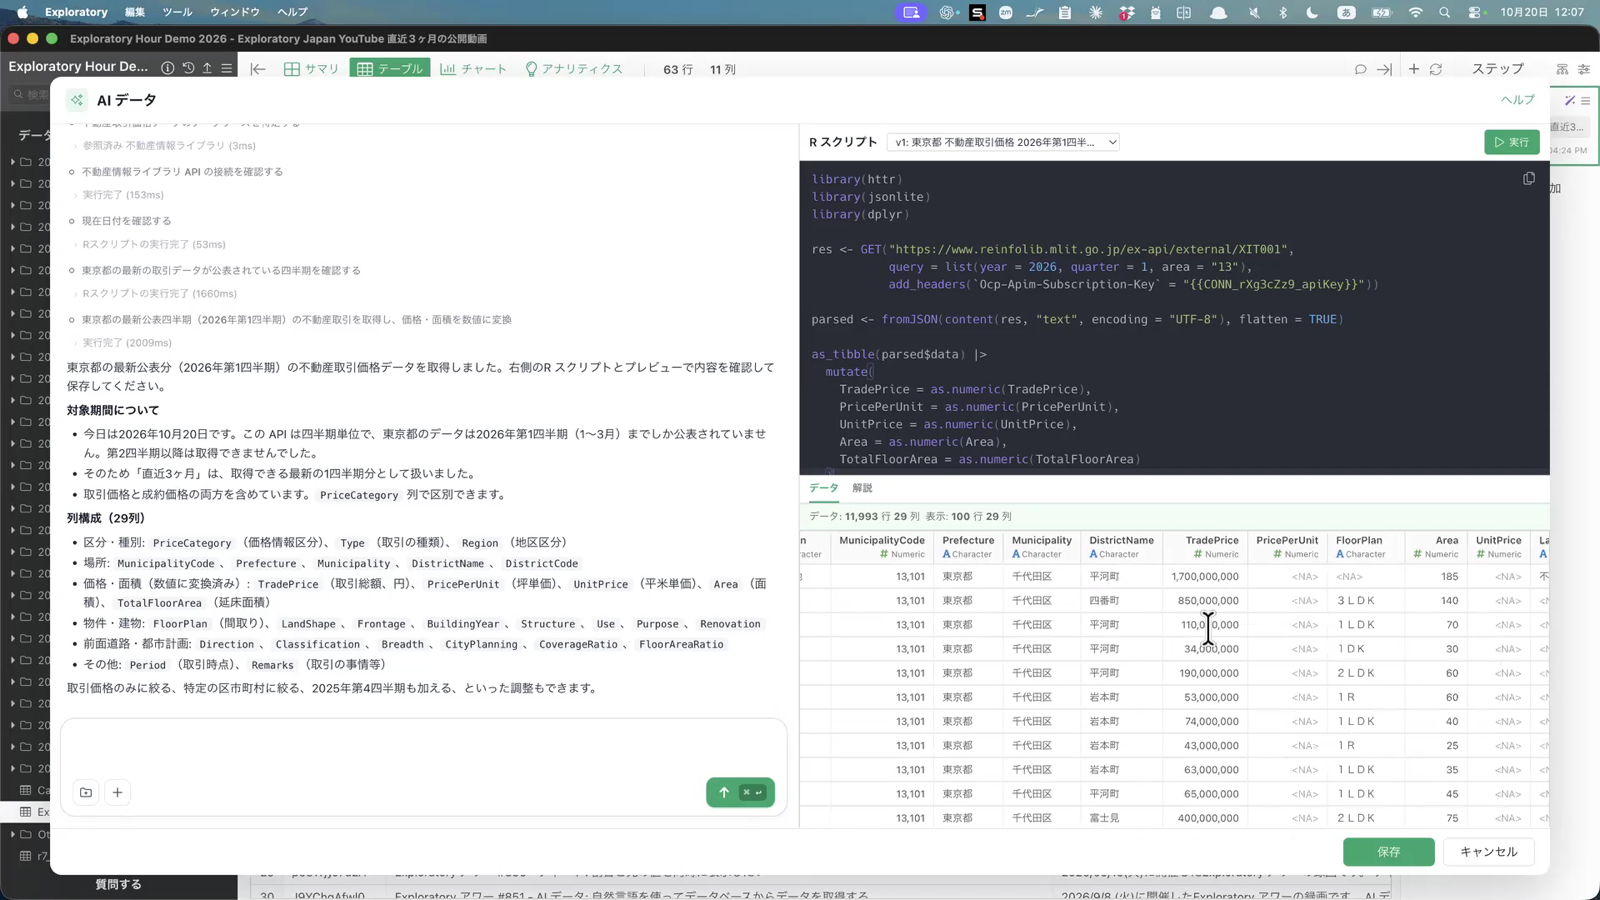 Exploratory 編集 ツール ウィンドウ ヘルプ
10月20日 12:07
Exploratory Hour Demo 2026 - Exploratory Japan YouTube 直近3ヶ月の公開動画
Exploratory Hour De...
サマリ テーブル チャート アナリティクス 63 行 11 列
ステップ
AI データ
ヘルプ
参照済み 不動産情報ライブラリ (3ms)
不動産情報ライブラリ API の接続を確認する
実行完了 (153ms)
現在日付を確認する
Rスクリプトの実行完了 (53ms)
東京都の最新の取引データが公表されている四半期を確認する
Rスクリプトの実行完了 (1660ms)
東京都の最新公表四半期（2026年第1四半期）の不動産取引を取得し、価格・面積を数値に変換
実行完了 (2009ms)
東京都の最新公表分（2026年第1四半期）の不動産取引価格データを取得しました。右側のR スクリプトとプレビューで内容を確認して
保存してください。
対象期間について
• 今日は2026年10月20日です。この API は四半期単位で、東京都のデータは2026年第1四半期（1〜3月）までしか公表されていませ
ん。第2四半期以降は取得できませんでした。
• そのため「直近3ヶ月」は、取得できる最新の1四半期分として扱いました。
• 取引価格と成約価格の両方を含めています。 PriceCategory 列で区別できます。
列構成（29列）
• 区分・種別: PriceCategory （価格情報区分）、 Type （取引の種類）、 Region （地区区分）
• 場所: MunicipalityCode 、 Prefecture 、 Municipality 、 DistrictName 、 DistrictCode
• 価格・面積（数値に変換済み）: TradePrice （取引総額、円）、 PricePerUnit （坪単価）、 UnitPrice （平米単価）、 Area （面
積）、 TotalFloorArea （延床面積）
• 物件・建物: FloorPlan （間取り）、 LandShape 、 Frontage 、 BuildingYear 、 Structure 、 Use 、 Purpose 、 Renovation
• 前面道路・都市計画: Direction 、 Classification 、 Breadth 、 CityPlanning 、 CoverageRatio 、 FloorAreaRatio
• その他: Period （取引時点）、 Remarks （取引の事情等）
取引価格のみに絞る、特定の区市町村に絞る、2025年第4四半期も加える、といった調整もできます。
R スクリプト v1: 東京都 不動産取引価格 2026年第1四半... 実行
library(httr)
library(jsonlite)
library(dplyr)
res <- GET("https://www.reinfolib.mlit.go.jp/ex-api/external/XIT001",
query = list(year = 2026, quarter = 1, area = "13"),
add_headers(`Ocp-Apim-Subscription-Key` = "{{CONN_rXg3cZz9_apiKey}}"))
parsed <- fromJSON(content(res, "text", encoding = "UTF-8"), flatten = TRUE)
as_tibble(parsed$data) |>
mutate(
TradePrice = as.numeric(TradePrice),
PricePerUnit = as.numeric(PricePerUnit),
UnitPrice = as.numeric(UnitPrice),
Area = as.numeric(Area),
TotalFloorArea = as.numeric(TotalFloorArea)
データ 解説
データ: 11,993 行 29 列 表示: 100 行 29 列
MunicipalityCode Prefecture Municipality DistrictName TradePrice PricePerUnit FloorPlan Area UnitPrice
# Numeric A Character A Character A Character # Numeric # Numeric A Character # Numeric # Numeric
13,101 東京都 千代田区 平河町 1,700,000,000 <NA> <NA> 185 <NA>
13,101 東京都 千代田区 四番町 850,000,000 <NA> 3ＬＤＫ 140 <NA>
13,101 東京都 千代田区 平河町 110,000,000 <NA> 1ＬＤＫ 70 <NA>
13,101 東京都 千代田区 平河町 34,000,000 <NA> 1ＤＫ 30 <NA>
13,101 東京都 千代田区 平河町 190,000,000 <NA> 2ＬＤＫ 60 <NA>
13,101 東京都 千代田区 岩本町 53,000,000 <NA> 1Ｒ 60 <NA>
13,101 東京都 千代田区 岩本町 74,000,000 <NA> 1ＬＤＫ 40 <NA>
13,101 東京都 千代田区 岩本町 43,000,000 <NA> 1Ｒ 25 <NA>
13,101 東京都 千代田区 岩本町 63,000,000 <NA> 1ＬＤＫ 35 <NA>
13,101 東京都 千代田区 平河町 65,000,000 <NA> 1ＬＤＫ 45 <NA>
13,101 東京都 千代田区 富士見 400,000,000 <NA> 2ＬＤＫ 75 <NA>
保存 キャンセル
質問する